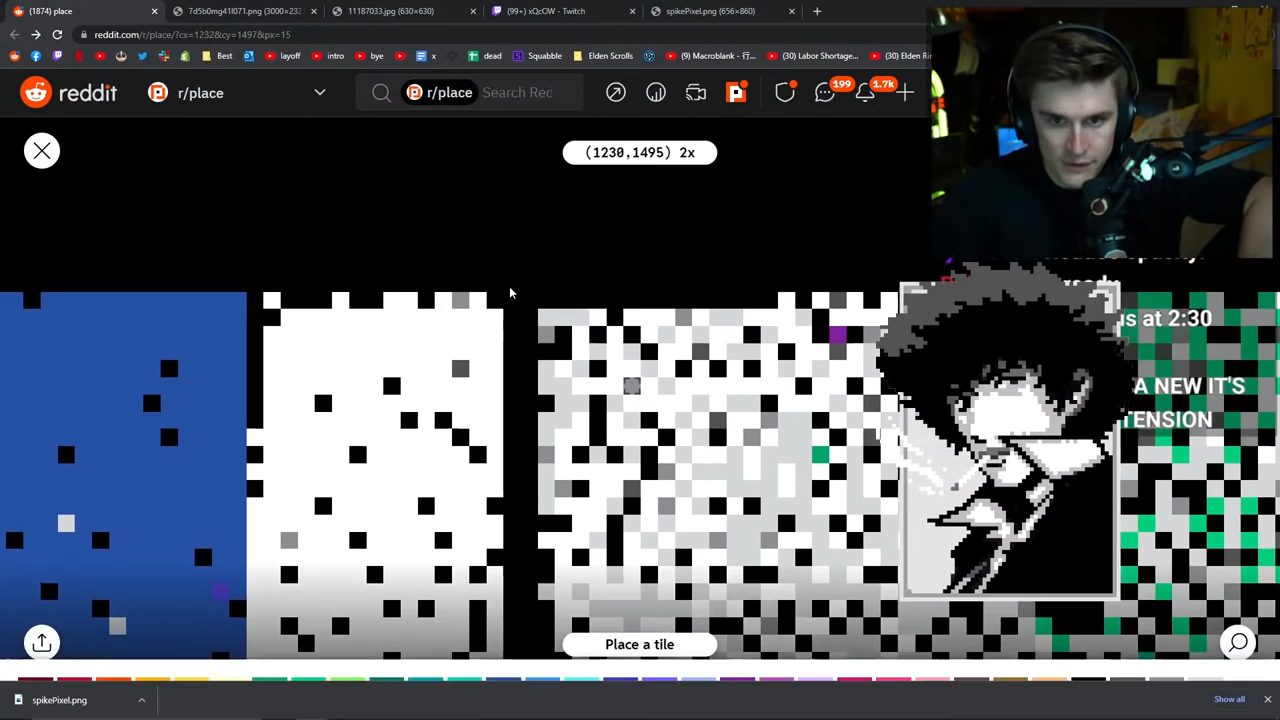 (1874) place
7d5b0mg41l071.png (3000×233
11187033.jpg (630×630)
(99+) xQcOW - Twitch
spikePixel.png (656×860)
reddit.com/r/place/?cx=1232&cy=1497&px=15
Best
layoff
intro
bye
x
dead
Squabble
Elden Scrolls
(9) Macroblank - (行...
(30) Labor Shortage...
(30) Elden R
reddit
r/place
r/place
Search Red
199
1.7k
(1230,1495) 2x
us at 2:30
A NEW IT'S
TENSION
Place a tile
spikePixel.png
Show all